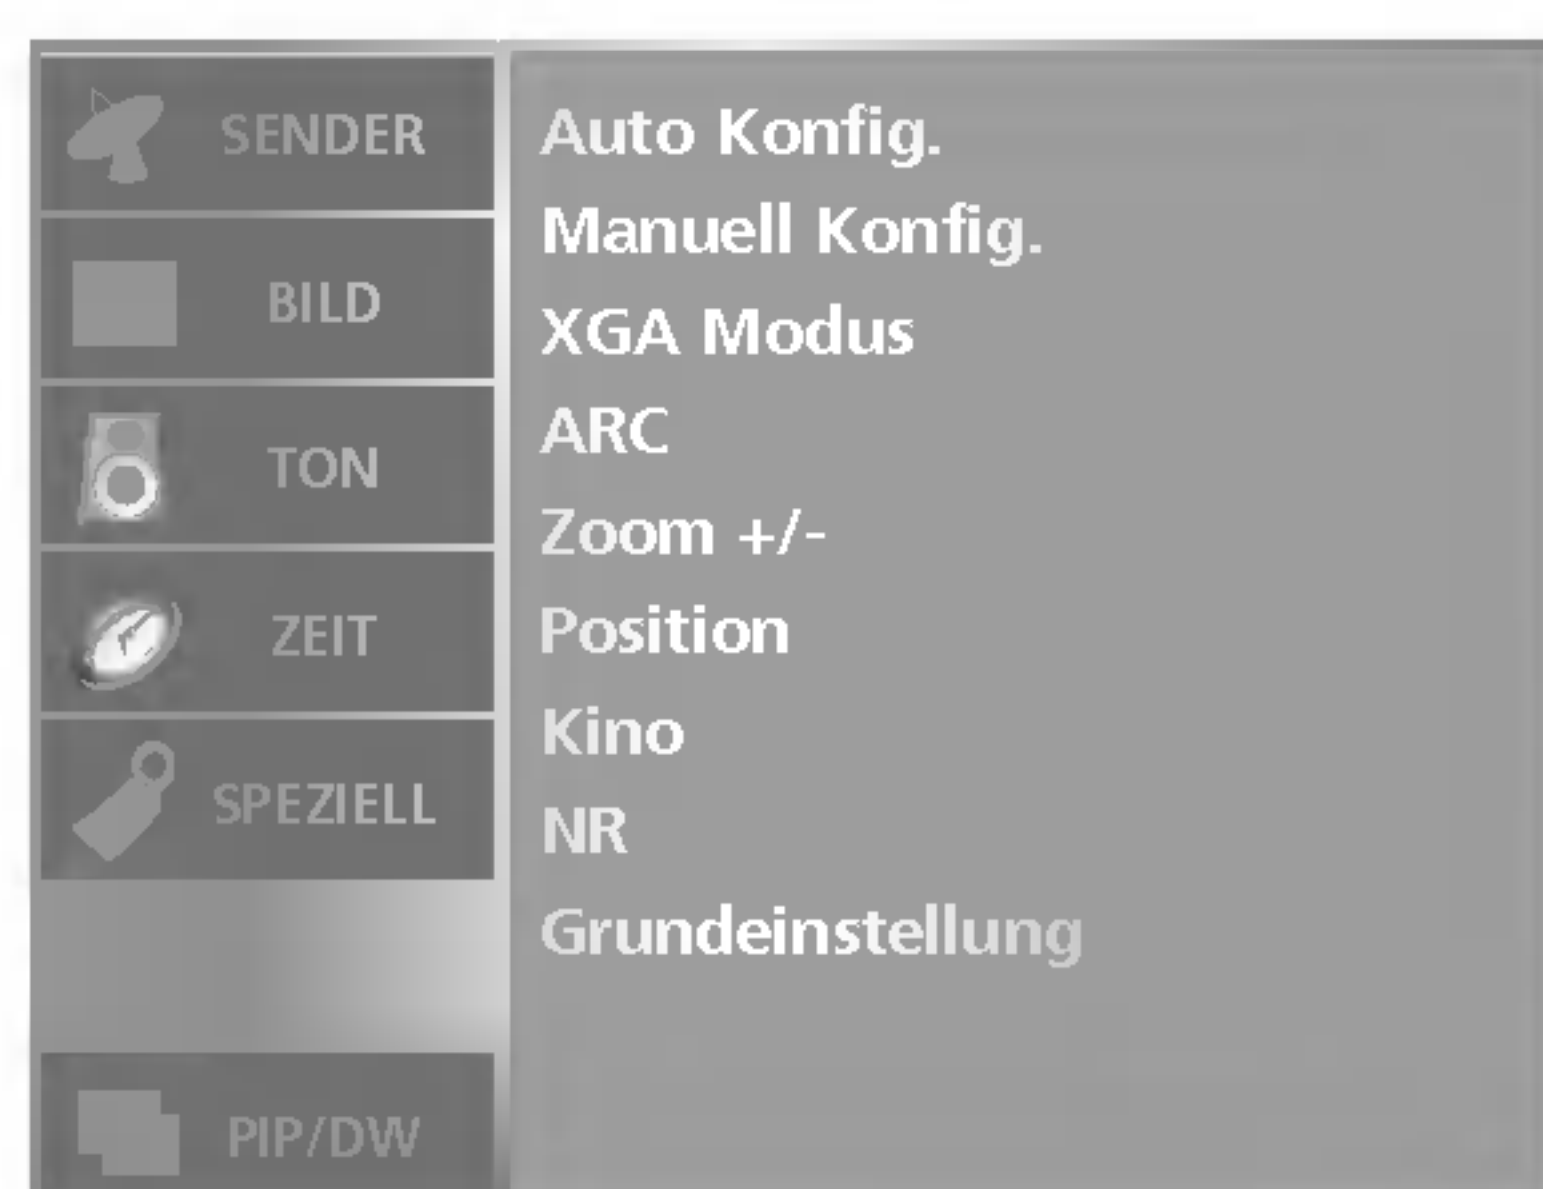 SENDER
BILD
TON
ZEIT
SPEZIELL
PIP/DW
Auto Konfig.
Manuell Konfig.
XGA Modus
ARC
Zoom +/-
Position
Kino
NR
Grundeinstellung